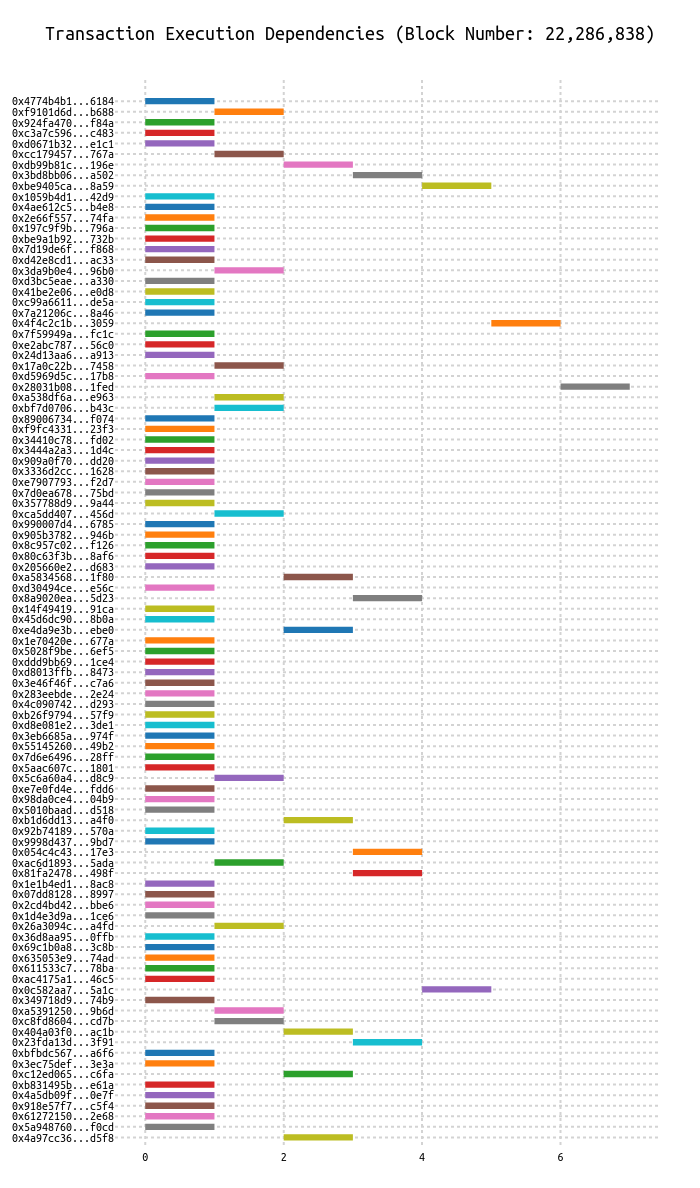 Transaction Execution Dependencies (Block Number: 22,286,838)
0x4774b4b1...6184
0xf9101d6d...b688
0x924fa470...f84a
0xc3a7c596...c483
0xd0671b32...e1c1
0xcc179457...767a
0xdb99b81c...196e
0x3bd8bb06...a502
0xbe9405ca...8a59
0x1059b4d1...42d9
0x4ae612c5...b4e8
0x2e66f557...74fa
0x197c9f9b...796a
0xbe9a1b92...732b
0x7d19de6f...f868
0xd42e8cd1...ac33
0x3da9b0e4...96b0
0xd3bc5eae...a330
0x41be2e06...e0d8
0xc99a6611...de5a
0x7a21206c...8a46
0x4f4c2c1b...3059
0x7f59949a...fc1c
0xe2abc787...56c0
0x24d13aa6...a913
0x17a0c22b...7458
0xd5969d5c...17b8
0x28031b08...1fed
0xa538df6a...e963
0xbf7d0706...b43c
0x89006734...f074
0xf9fc4331...23f3
0x34410c78...fd02
0x3444a2a3...1d4c
0x909a0f70...dd20
0x3336d2cc...1628
0xe7907793...f2d7
0x7d0ea678...75bd
0x357788d9...9a44
0xca5dd407...456d
0x990007d4...6785
0x905b3782...946b
0x8c957c02...f126
0x80c63f3b...8af6
0x205660e2...d683
0xa5834568...1f80
0xd30494ce...e56c
0x8a9020ea...5d23
0x14f49419...91ca
0x45d6dc90...8b0a
0xe4da9e3b...ebe0
0x1e70420e...677a
0x5028f9be...6ef5
0xddd9bb69...1ce4
0xd8013ffb...8473
0x3e46f46f...c7a6
0x283eebde...2e24
0x4c090742...d293
0xb26f9794...57f9
0xd8e081e2...3de1
0x3eb6685a...974f
0x55145260...49b2
0x7d6e6496...28ff
0x5aac607c...1801
0x5c6a60a4...d8c9
0xe7e0fd4e...fdd6
0x98da0ce4...04b9
0x5010baad...d518
0xb1d6dd13...a4f0
0x92b74189...570a
0x9998d437...9bd7
0x054c4c43...17e3
0xac6d1893...5ada
0x81fa2478...498f
0x1e1b4ed1...8ac8
0x07dd8128...8997
0x2cd4bd42...bbe6
0x1d4e3d9a...1ce6
0x26a3094c...a4fd
0x36d8aa95...0ffb
0x69c1b0a8...3c8b
0x635053e9...74ad
0x611533c7...78ba
0xac4175a1...46c5
0x0c582aa7...5a1c
0x349718d9...74b9
0xa5391250...9b6d
0xc8fd8604...cd7b
0x404a03f0...ac1b
0x23fda13d...3f91
0xbfbdc567...a6f6
0x3ec75def...3e3a
0xc12ed065...c6fa
0xb831495b...e61a
0x4a5db09f...0e7f
0x918e57f7...c5f4
0x61272150...2e68
0x5a948760...f0cd
0x4a97cc36...d5f8
0 2 4 6